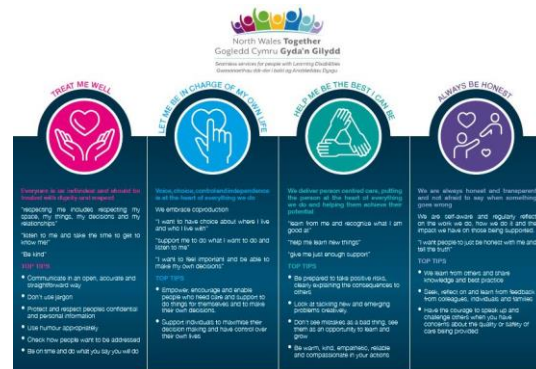 North Wales Together
Gogledd Cymru Gyda'n Gilydd
Seamless services for people with Learning Disabilities
TREAT ME WELL
Everyone is an individual and should be
treated with dignity and respect
"respecting me includes respecting my
space, my things, my decisions and my
relationships"
"listen to me and take the time to get to
know me"
"Be kind"
TOP TIPS
• Communicate in an open, accurate and
straightforward way
• Don't use jargon
• Protect and respect peoples confidential
and personal information
• Use humour appropriately
• Check how people want to be addressed
• Be on time and do what you say you will do
LET ME BE IN CHARGE OF MY OWN LIFE
Voice, choice, control and independence
is at the heart of everything we do
We embrace coproduction
"I want to have choice about where I live
and who I live with"
"support me to do what I want to do and
listen to me"
"I want to feel important and be able to
make my own decisions"
TOP TIPS
• Empower, encourage and enable
people who need care and support to
do things for themselves and to make
their own decisions.
• Support individuals to maximise their
decision making and have control over
their own lives
HELP ME BE THE BEST I CAN BE
We deliver person centred care, putting
the person at the heart of everything
we do and helping them achieve their
potential
"learn from me and recognize what I am
good at"
"help me learn new things"
"give me just enough support"
TOP TIPS
• Be prepared to take positive risks,
clearly explaining the consequences to
others
• Look at tackling new and emerging
problems creatively.
• Don't see mistakes as a bad thing, see
them as an opportunity to learn and
grow
• Be warm, kind, empathetic, reliable
and compassionate in your actions
ALWAYS BE HONEST
We are always honest and transparent
and not afraid to say when something
goes wrong
We are self-aware and regularly reflect
on the work we do, how we do it and the
impact we have on those being supported
"I want people to just be honest with me and
tell the truth"
TOP TIPS
• We learn from others and share
knowledge and best practice
• Seek, reflect on and learn from feedback
from colleagues, individuals and families
• Have the courage to speak up and
challenge others when you have
concerns about the quality or safety of
care being provided